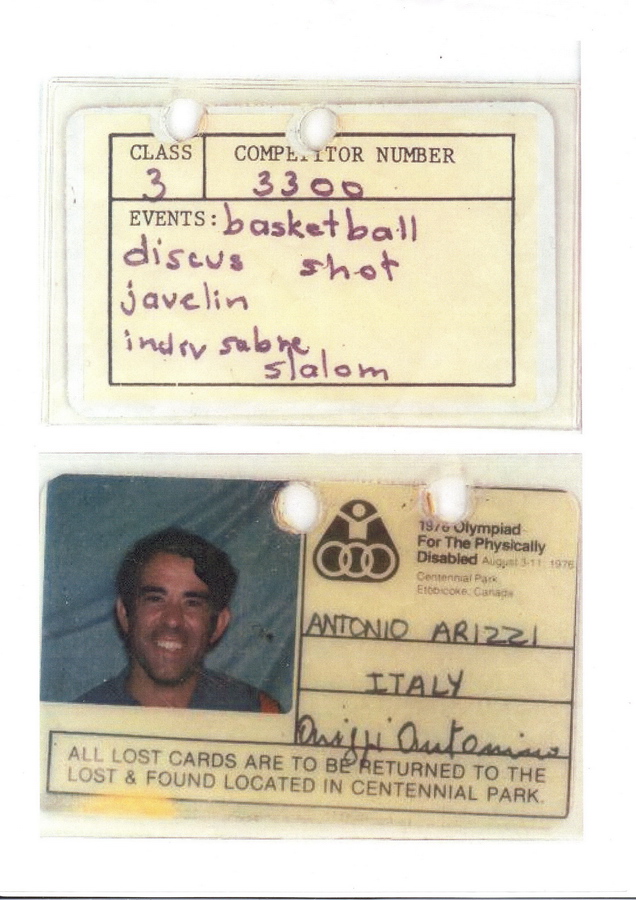 CLASS COMPETITOR NUMBER
3 3300
EVENTS: basketball
discus shot
javelin
indiv sabre
slalom
1976 Olympiad
For The Physically
Disabled August 3-11, 1976
Centennial Park
Etobicoke, Canada
ANTONIO ARIZZI
ITALY
Arizzi Antonino
ALL LOST CARDS ARE TO BE RETURNED TO THE
LOST & FOUND LOCATED IN CENTENNIAL PARK.